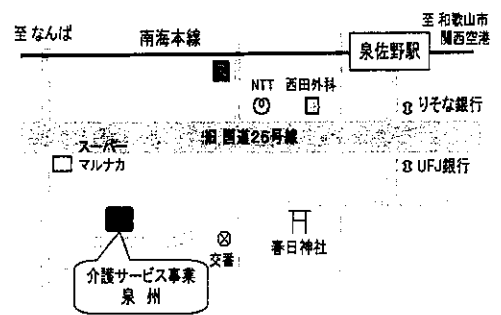 至 なんば
南海本線
泉佐野駅
至 和歌山市
関西空港
NTT
西田外科
りそな銀行
旧 国道26号線
スーパー
マルナカ
UFJ銀行
交番
春日神社
介護サービス事業
泉 州